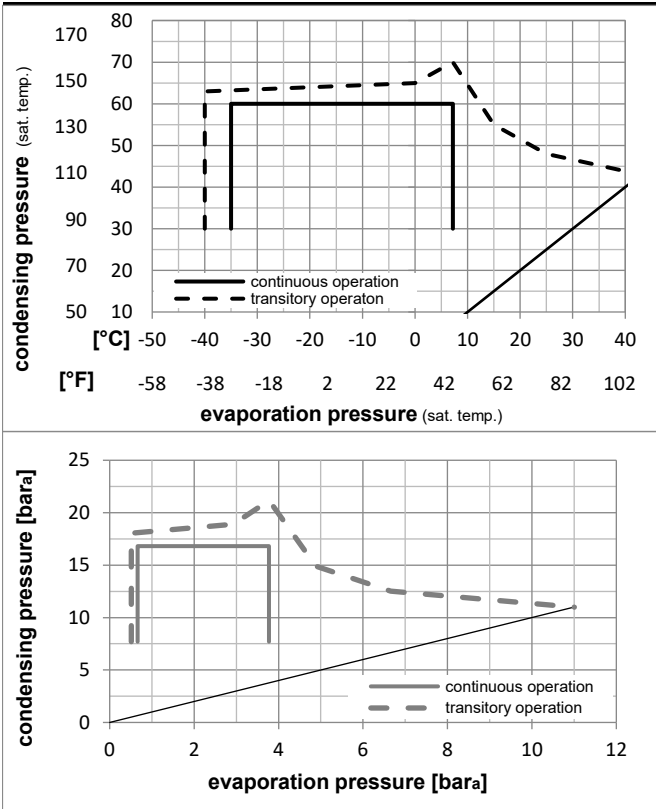 condensing pressure (sat. temp.)
170 80
70
150 60
130 50
110 40
90 30
70 20
50 10
continuous operation
transitory operaton
[°C] -50 -40 -30 -20 -10 0 10 20 30 40
[°F] -58 -38 -18 2 22 42 62 82 102
evaporation pressure (sat. temp.)
condensing pressure [bara]
25
20
15
10
5
0
continuous operation
transitory operation
0 2 4 6 8 10 12
evaporation pressure [bara]